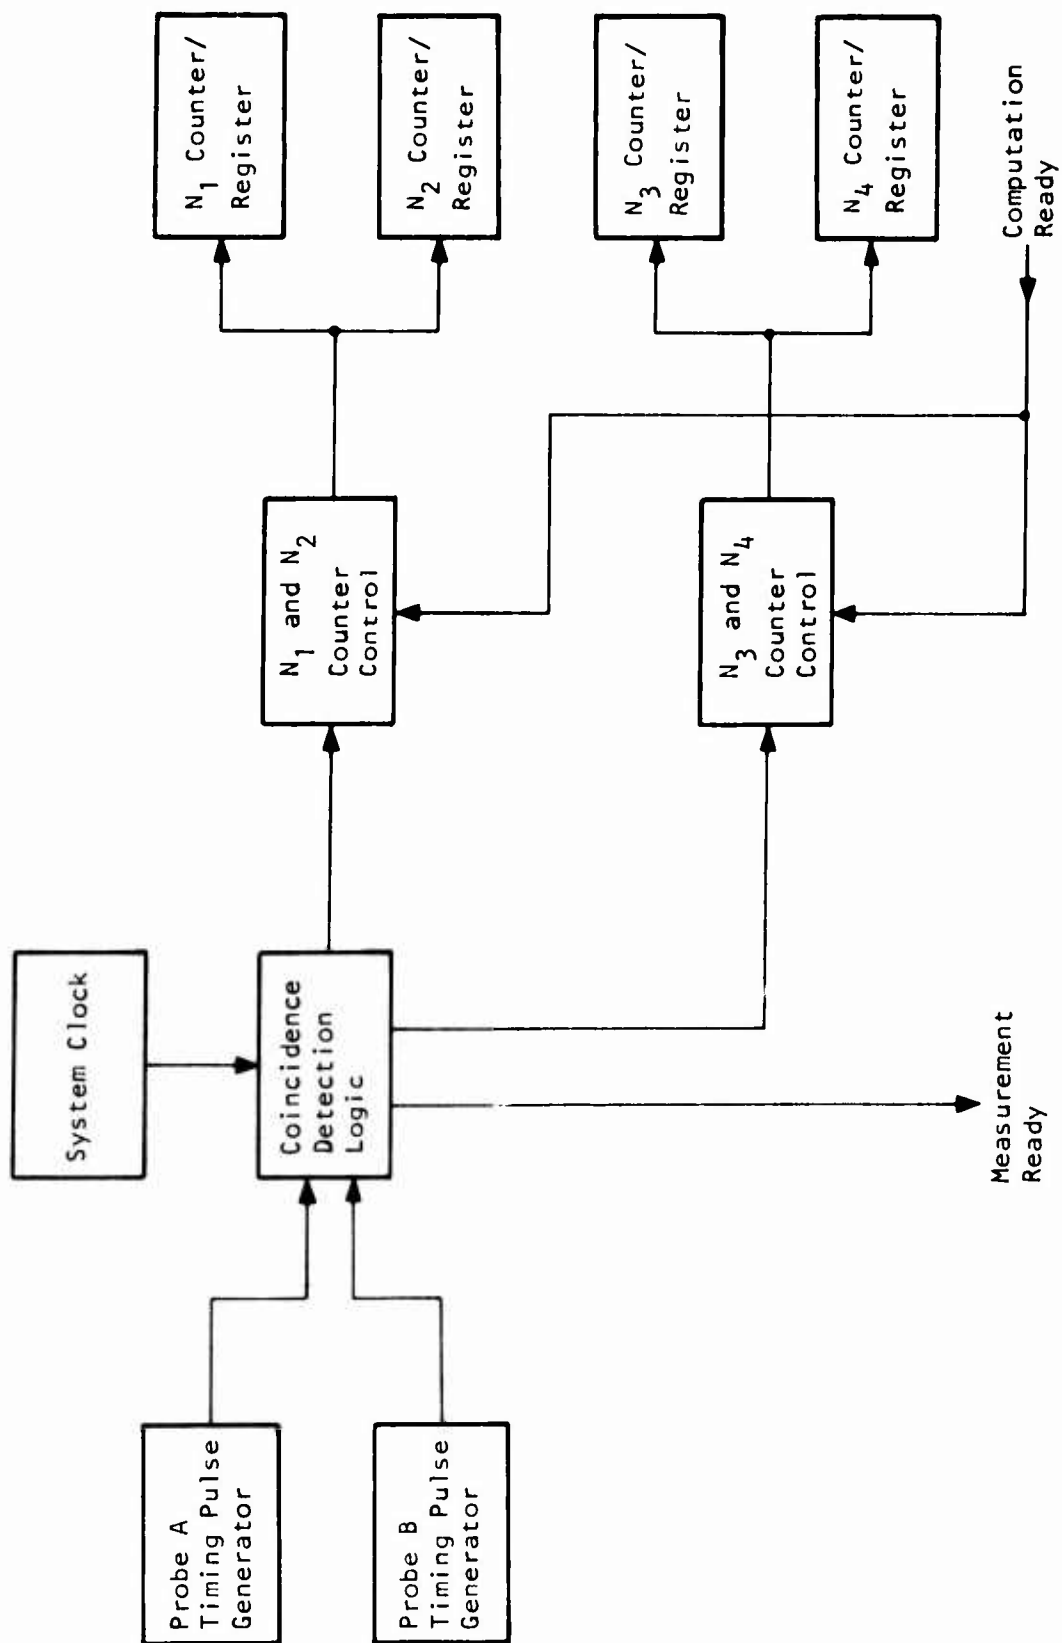 Probe A
Timing Pulse
Generator
Probe B
Timing Pulse
Generator
System Clock
Coincidence
Detection
Logic
Measurement
Ready
N₁ and N₂
Counter
Control
N₃ and N₄
Counter
Control
N₁ Counter/
Register
N₂ Counter/
Register
N₃ Counter/
Register
N₄ Counter/
Register
Computation
Ready